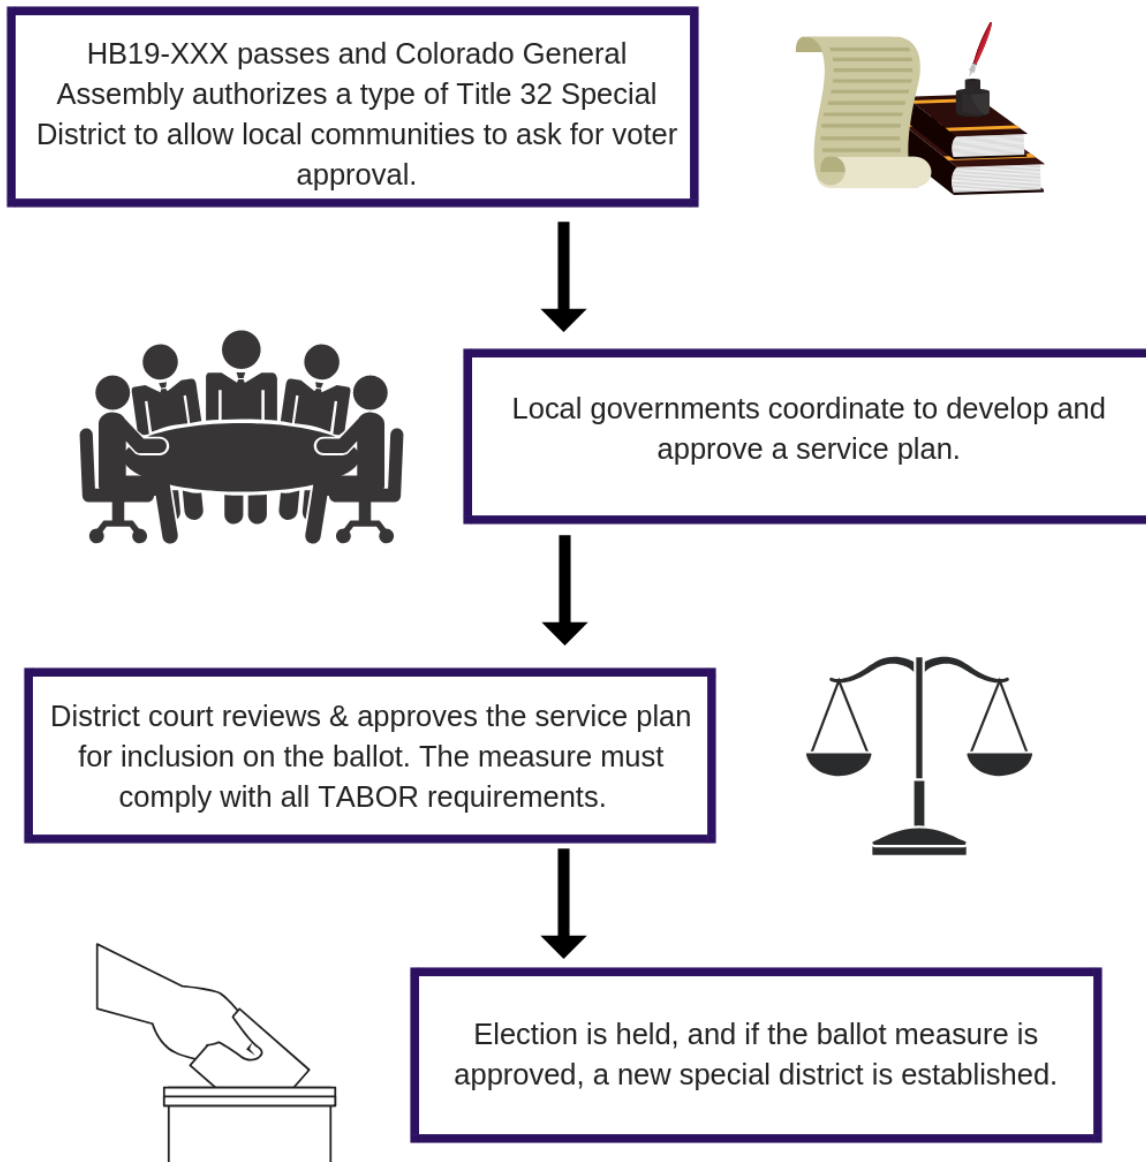 HB19-XXX passes and Colorado General
Assembly authorizes a type of Title 32 Special
District to allow local communities to ask for voter
approval.
Local governments coordinate to develop and
approve a service plan.
District court reviews & approves the service plan
for inclusion on the ballot. The measure must
comply with all TABOR requirements.
Election is held, and if the ballot measure is
approved, a new special district is established.